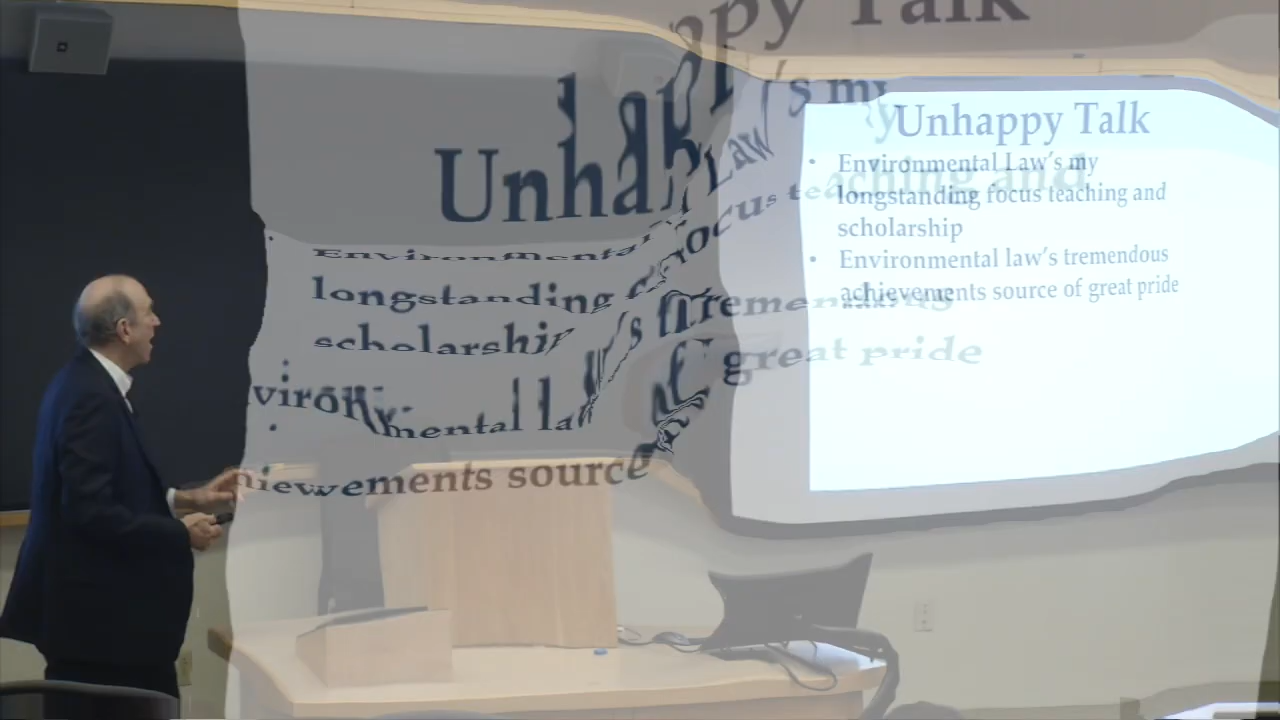 Unhappy Talk
• Environmental Law's my
longstanding focus teaching and
scholarship
• Environmental law's tremendous
achievements source of great pride